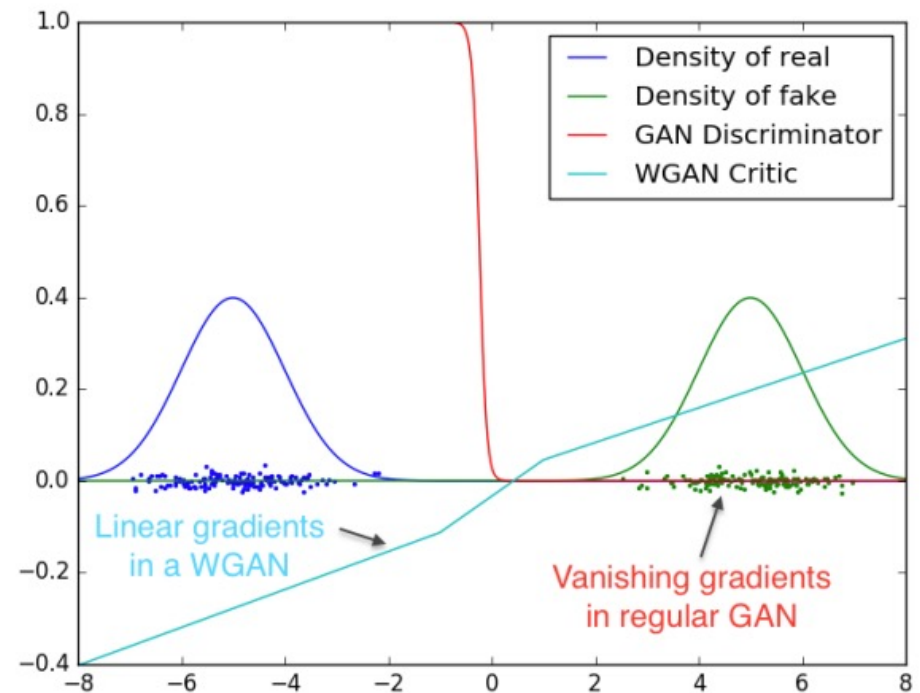 1.0
0.8
0.6
0.4
0.2
0.0
−0.2
−0.4
Density of real
Density of fake
GAN Discriminator
WGAN Critic
Linear gradients
in a WGAN
Vanishing gradients
in regular GAN
−8 −6 −4 −2 0 2 4 6 8